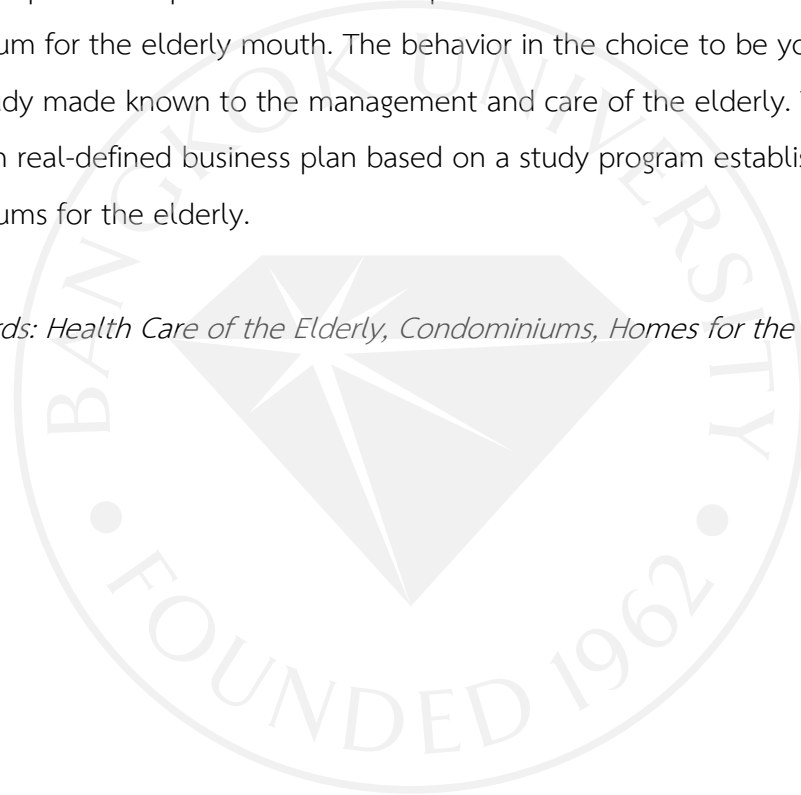 um for the elderly mouth. The behavior in the choice to be yo
dy made known to the management and care of the elderly.
n real-defined business plan based on a study program establis
ums for the elderly.
rds: Health Care of the Elderly, Condominiums, Homes for the
BANGKOK UNIVERSITY
• FOUNDED 1962 •